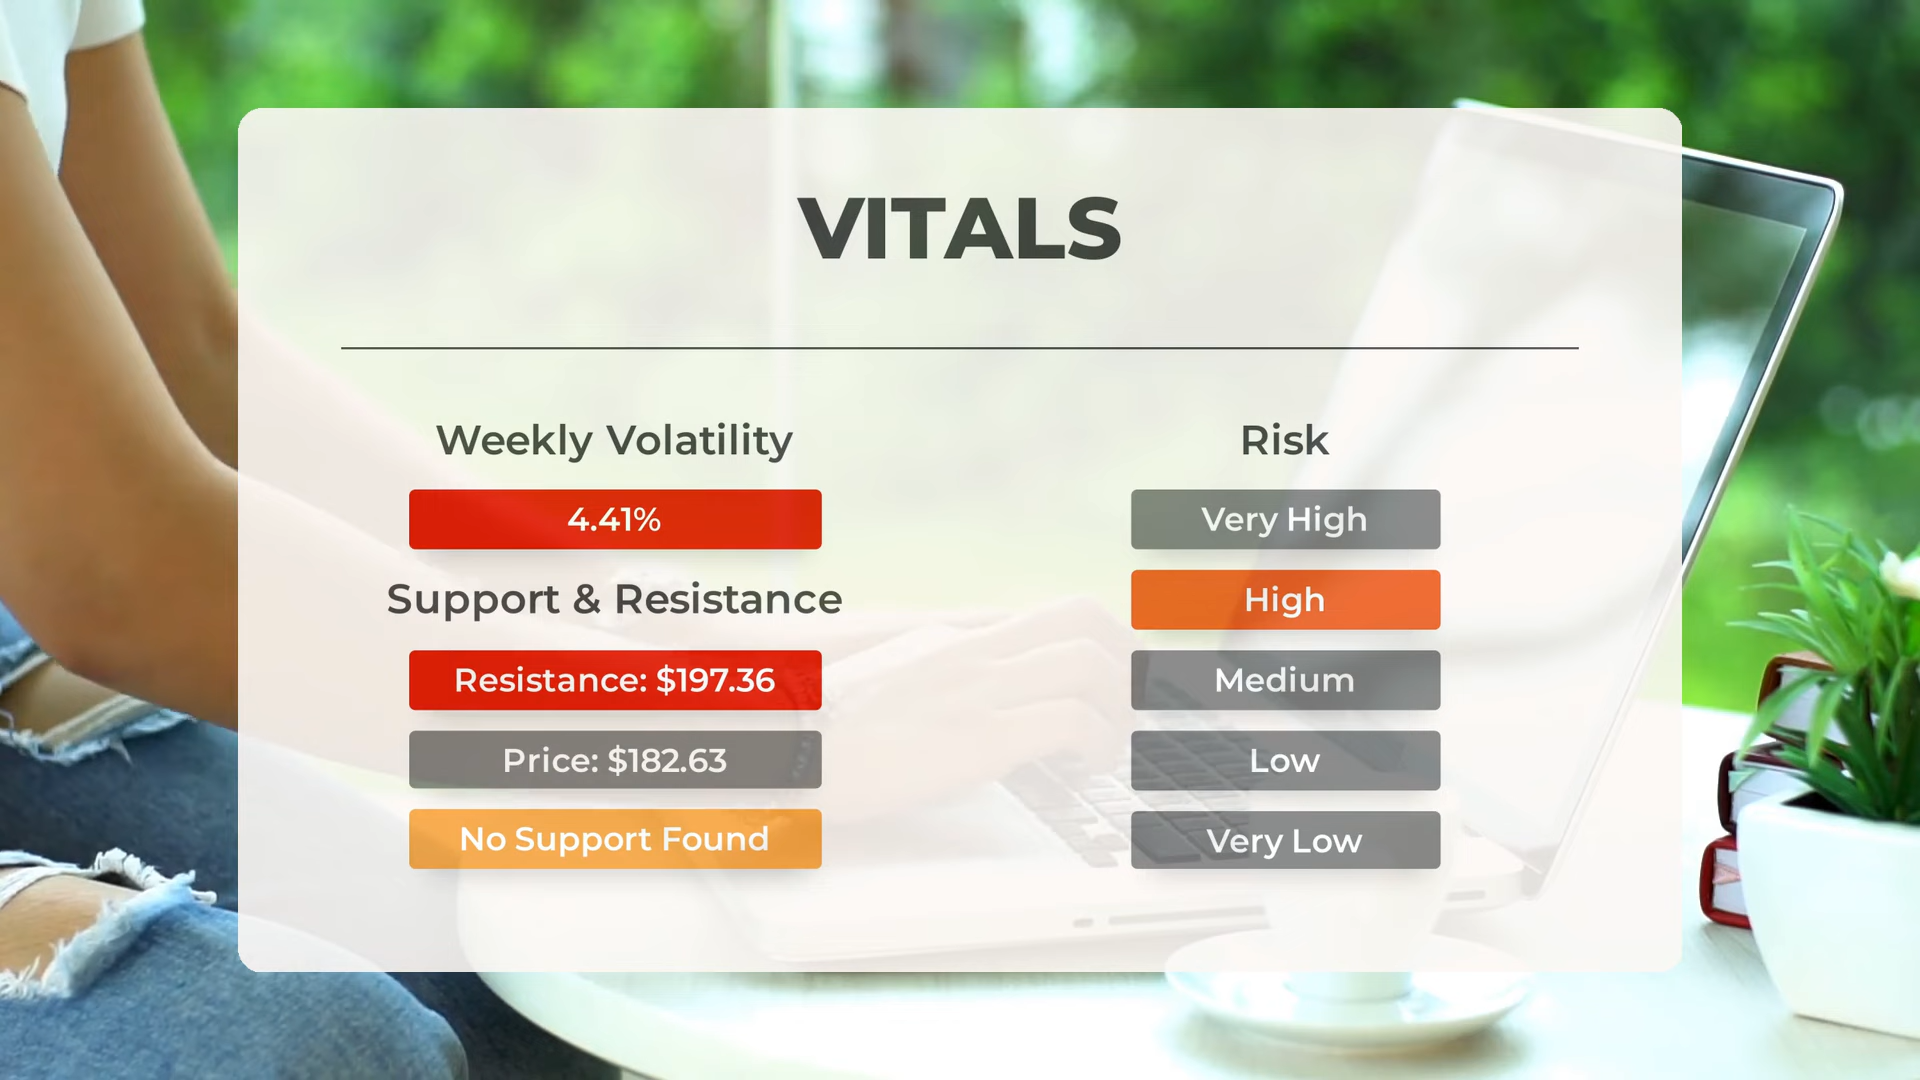 VITALS
Weekly Volatility
4.41%
Support & Resistance
Resistance: $197.36
Price: $182.63
No Support Found
Risk
Very High
High
Medium
Low
Very Low